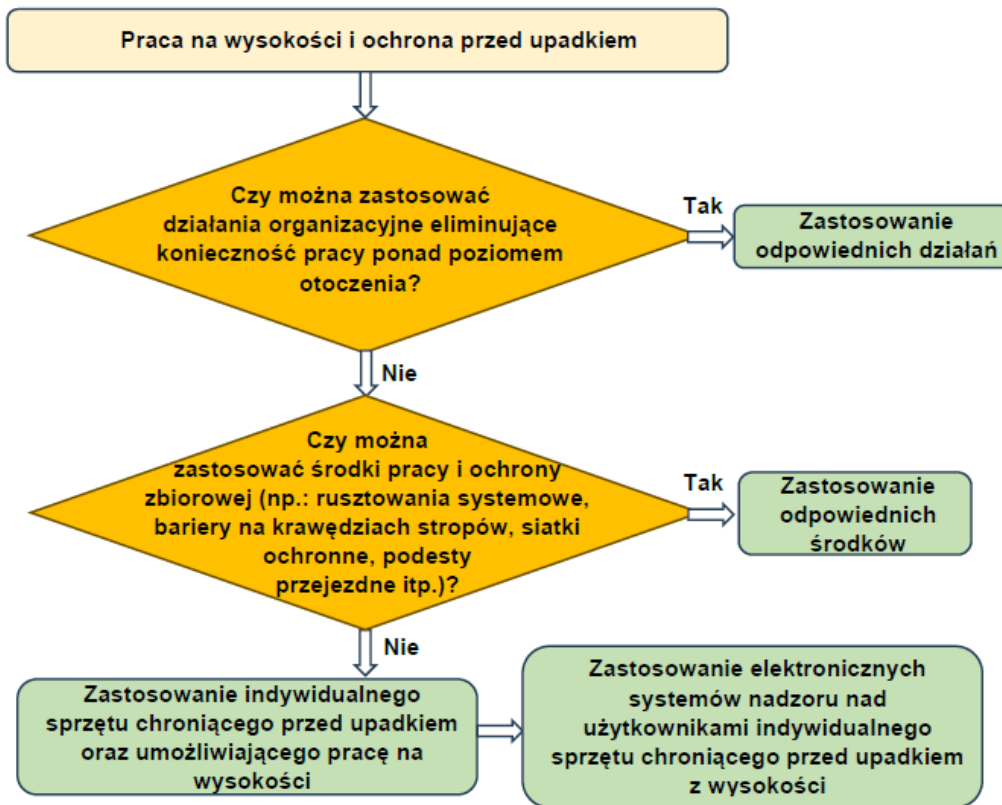 Praca na wysokości i ochrona przed upadkiem
Czy można zastosować
działania organizacyjne eliminujące
konieczność pracy ponad poziomem
otoczenia?
Tak
Zastosowanie
odpowiednich działań
Nie
Czy można
zastosować środki pracy i ochrony
zbiorowej (np.: rusztowania systemowe,
bariery na krawędziach stropów, siatki
ochronne, podesty
przejezdne itp.)?
Tak
Zastosowanie
odpowiednich
środków
Nie
Zastosowanie indywidualnego
sprzętu chroniącego przed upadkiem
oraz umożliwiającego pracę na
wysokości
Zastosowanie elektronicznych
systemów nadzoru nad
użytkownikami indywidualnego
sprzętu chroniącego przed upadkiem
z wysokości